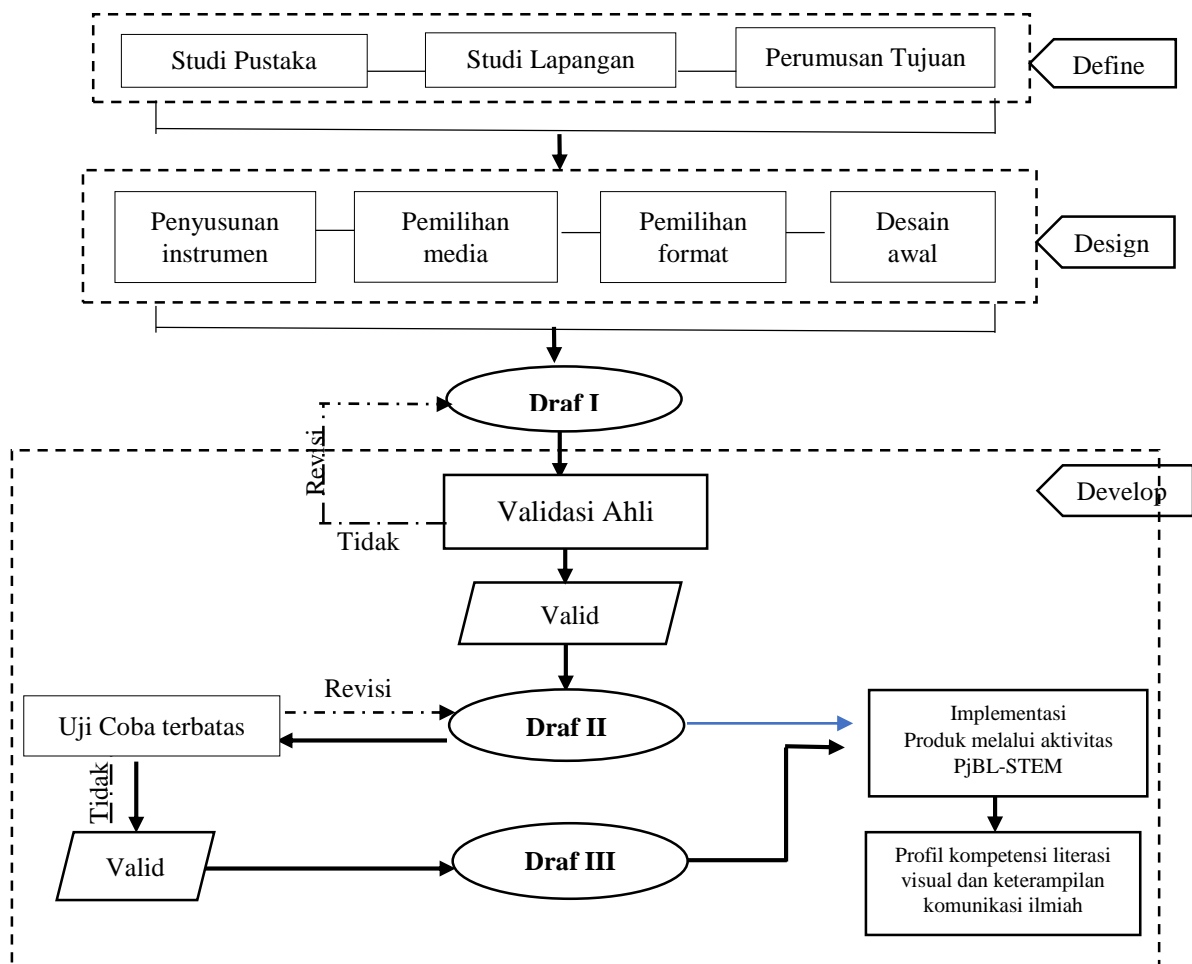 Studi Pustaka
Studi Lapangan
Perumusan Tujuan
Define
Penyusunan
instrumen
Pemilihan
media
Pemilihan
format
Desain
awal
Design
Draf I
Revisi
Validasi Ahli
Develop
Tidak
Valid
Revisi
Uji Coba terbatas
Draf II
Implementasi
Produk melalui aktivitas
PjBL-STEM
Tidak
Valid
Draf III
Profil kompetensi literasi
visual dan keterampilan
komunikasi ilmiah